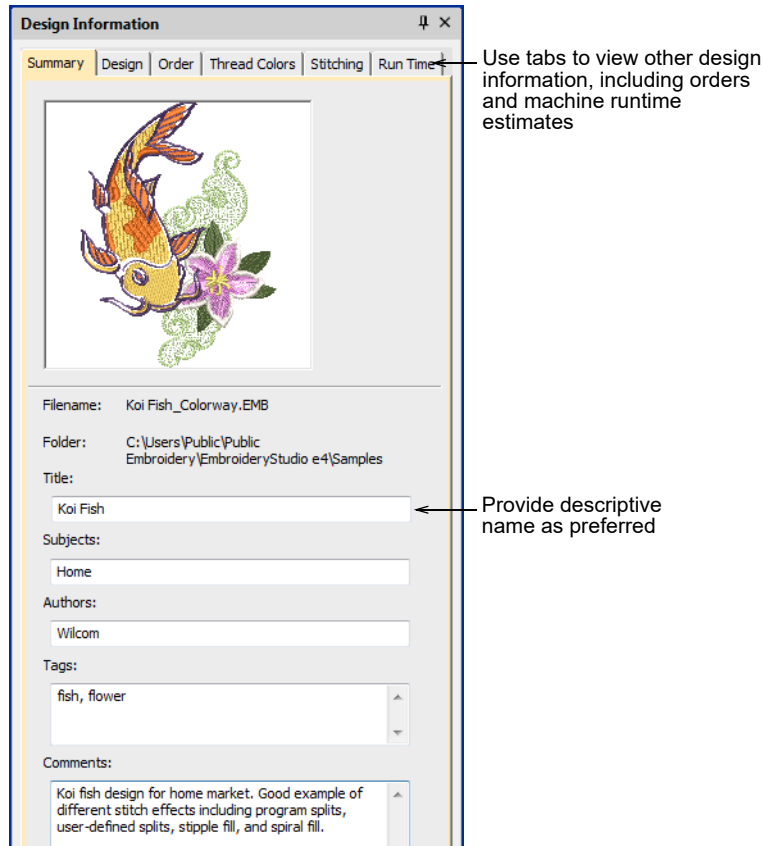 Design Information
Summary Design Order Thread Colors Stitching Run Time
Use tabs to view other design
information, including orders
and machine runtime
estimates
Filename: Koi Fish_Colorway.EMB
Folder: C:\Users\Public\Public
Embroidery\EmbroideryStudio e4\Samples
Title:
Koi Fish
Provide descriptive
name as preferred
Subjects:
Home
Authors:
Wilcom
Tags:
fish, flower
Comments:
Koi fish design for home market. Good example of
different stitch effects including program splits,
user-defined splits, stipple fill, and spiral fill.